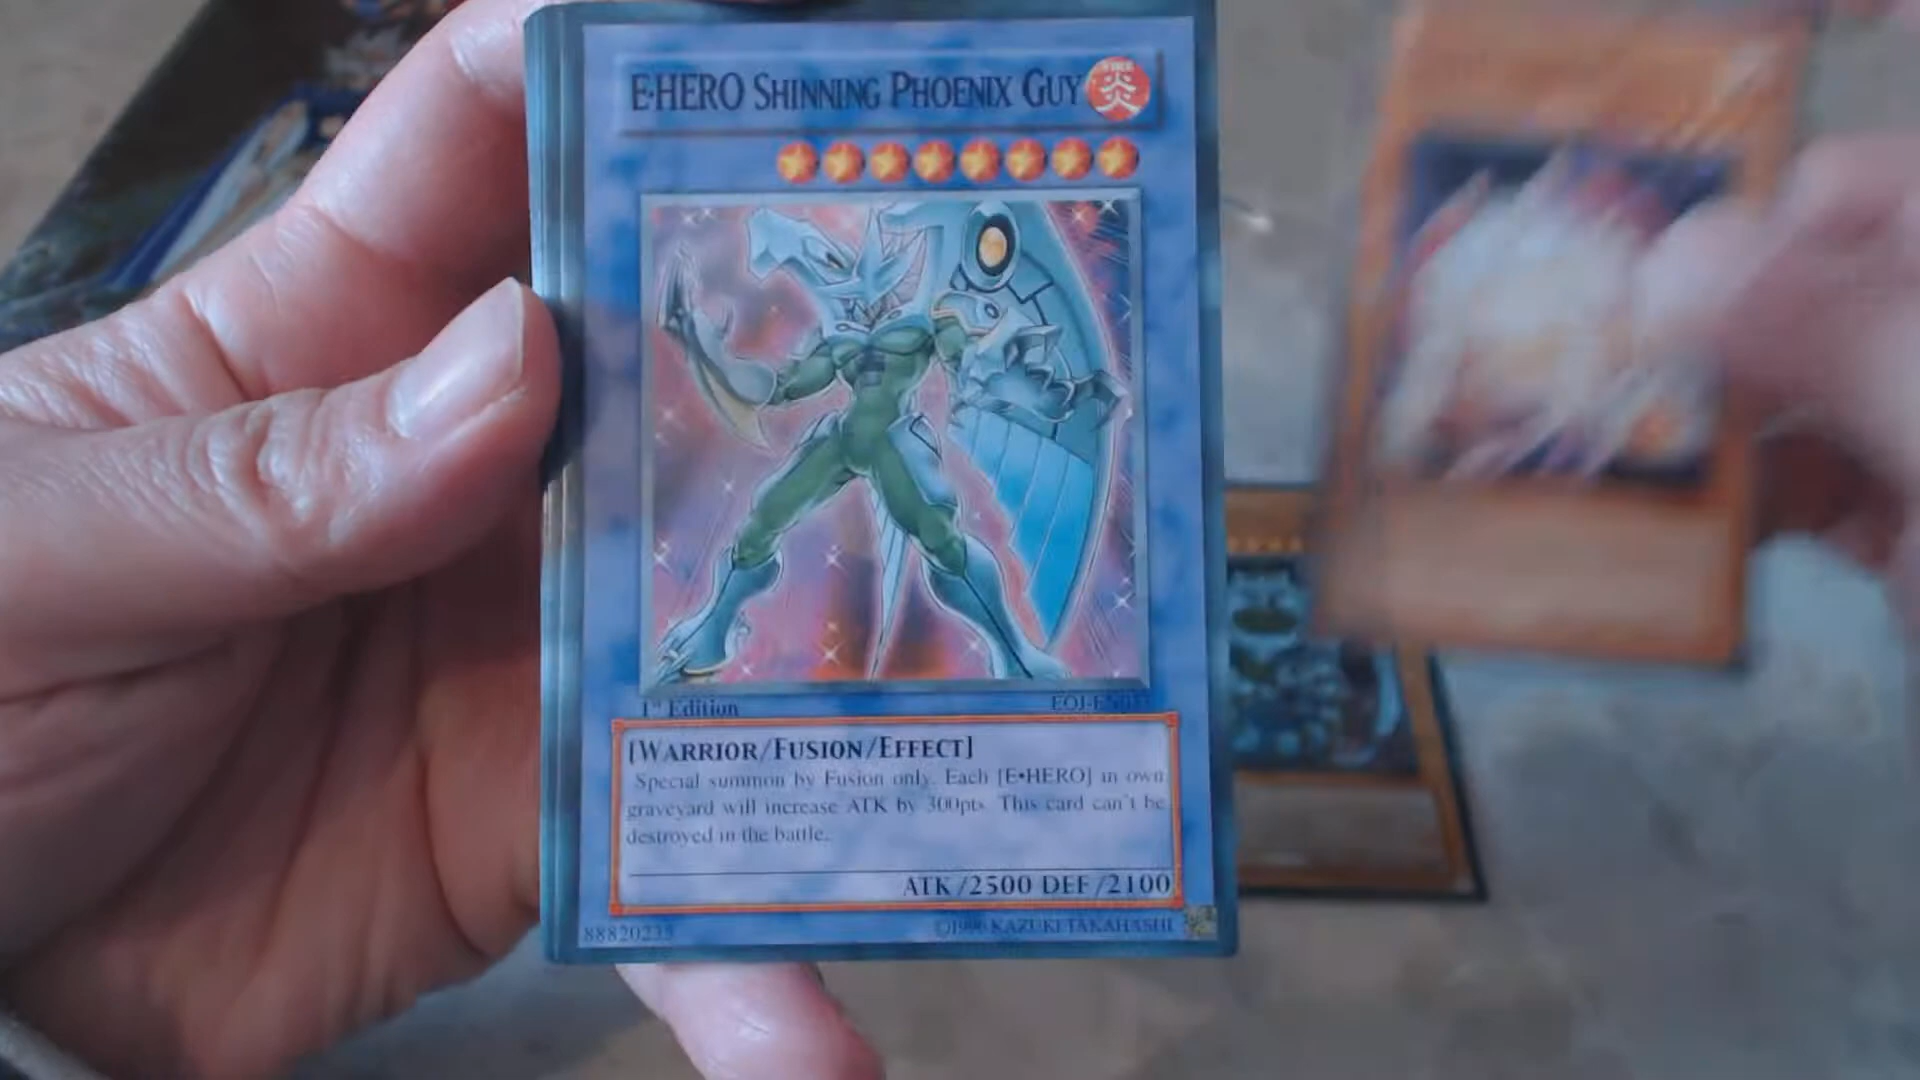 E•HERO SHINNING PHOENIX GUY
FIRE
炎
1st Edition
[WARRIOR/FUSION/EFFECT]
Special summon by Fusion only. Each [E•HERO] in own
graveyard will increase ATK by 300pts. This card can't be
destroyed in the battle.
ATK/2500 DEF/2100
88820235
©1996 KAZUKI TAKAHASHI